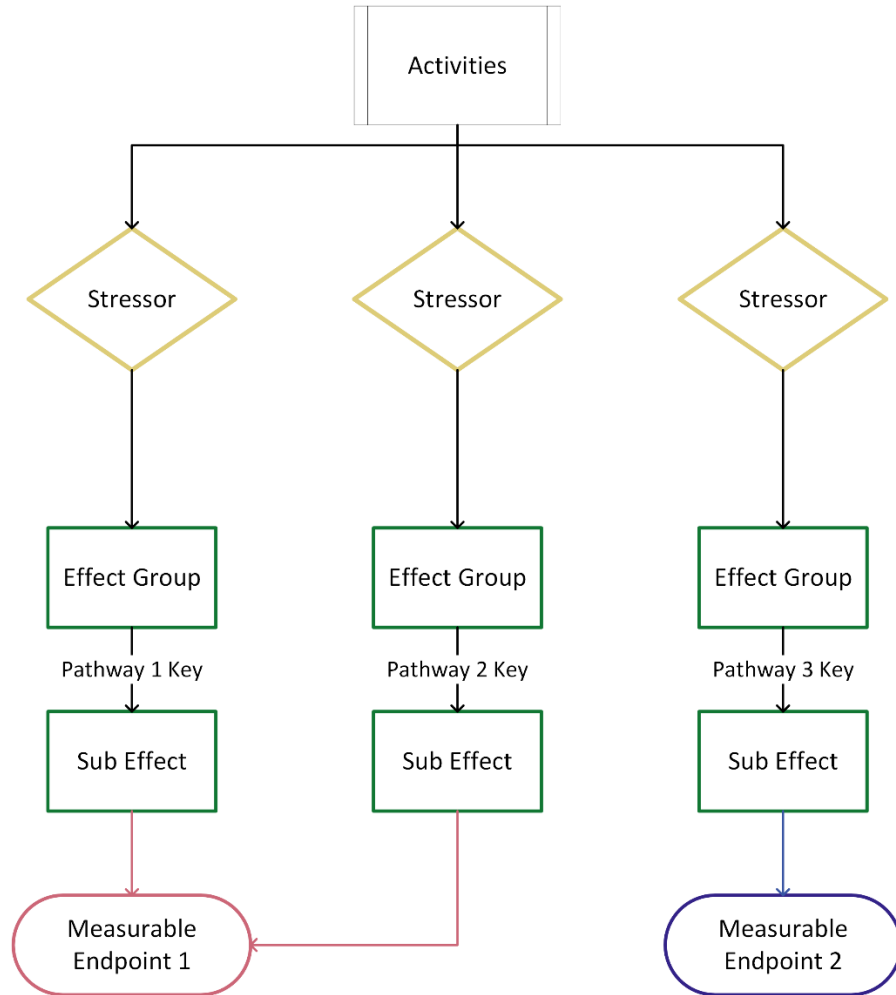 Activities
Stressor
Stressor
Stressor
Effect Group
Effect Group
Effect Group
Pathway 1 Key
Pathway 2 Key
Pathway 3 Key
Sub Effect
Sub Effect
Sub Effect
Measurable
Endpoint 1
Measurable
Endpoint 2